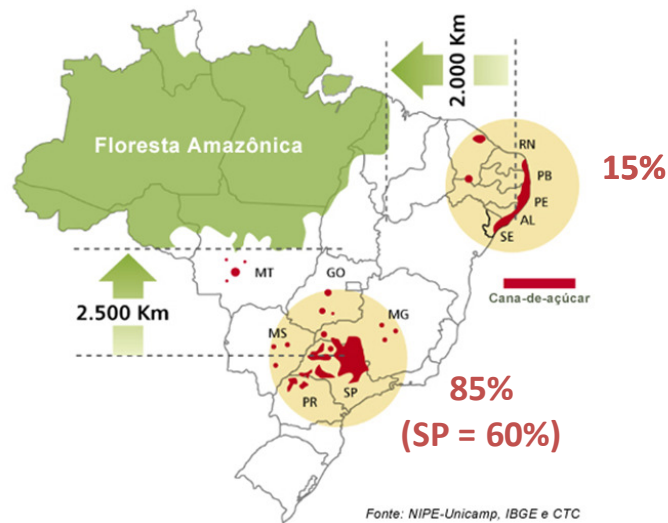 2.000 Km
Floresta Amazônica
RN
PB
PE
AL
SE
15%
Cana-de-açúcar
2.500 Km
MT
GO
MG
MS
SP
PR
85%
(SP = 60%)
Fonte: NIPE-Unicamp, IBGE e CTC